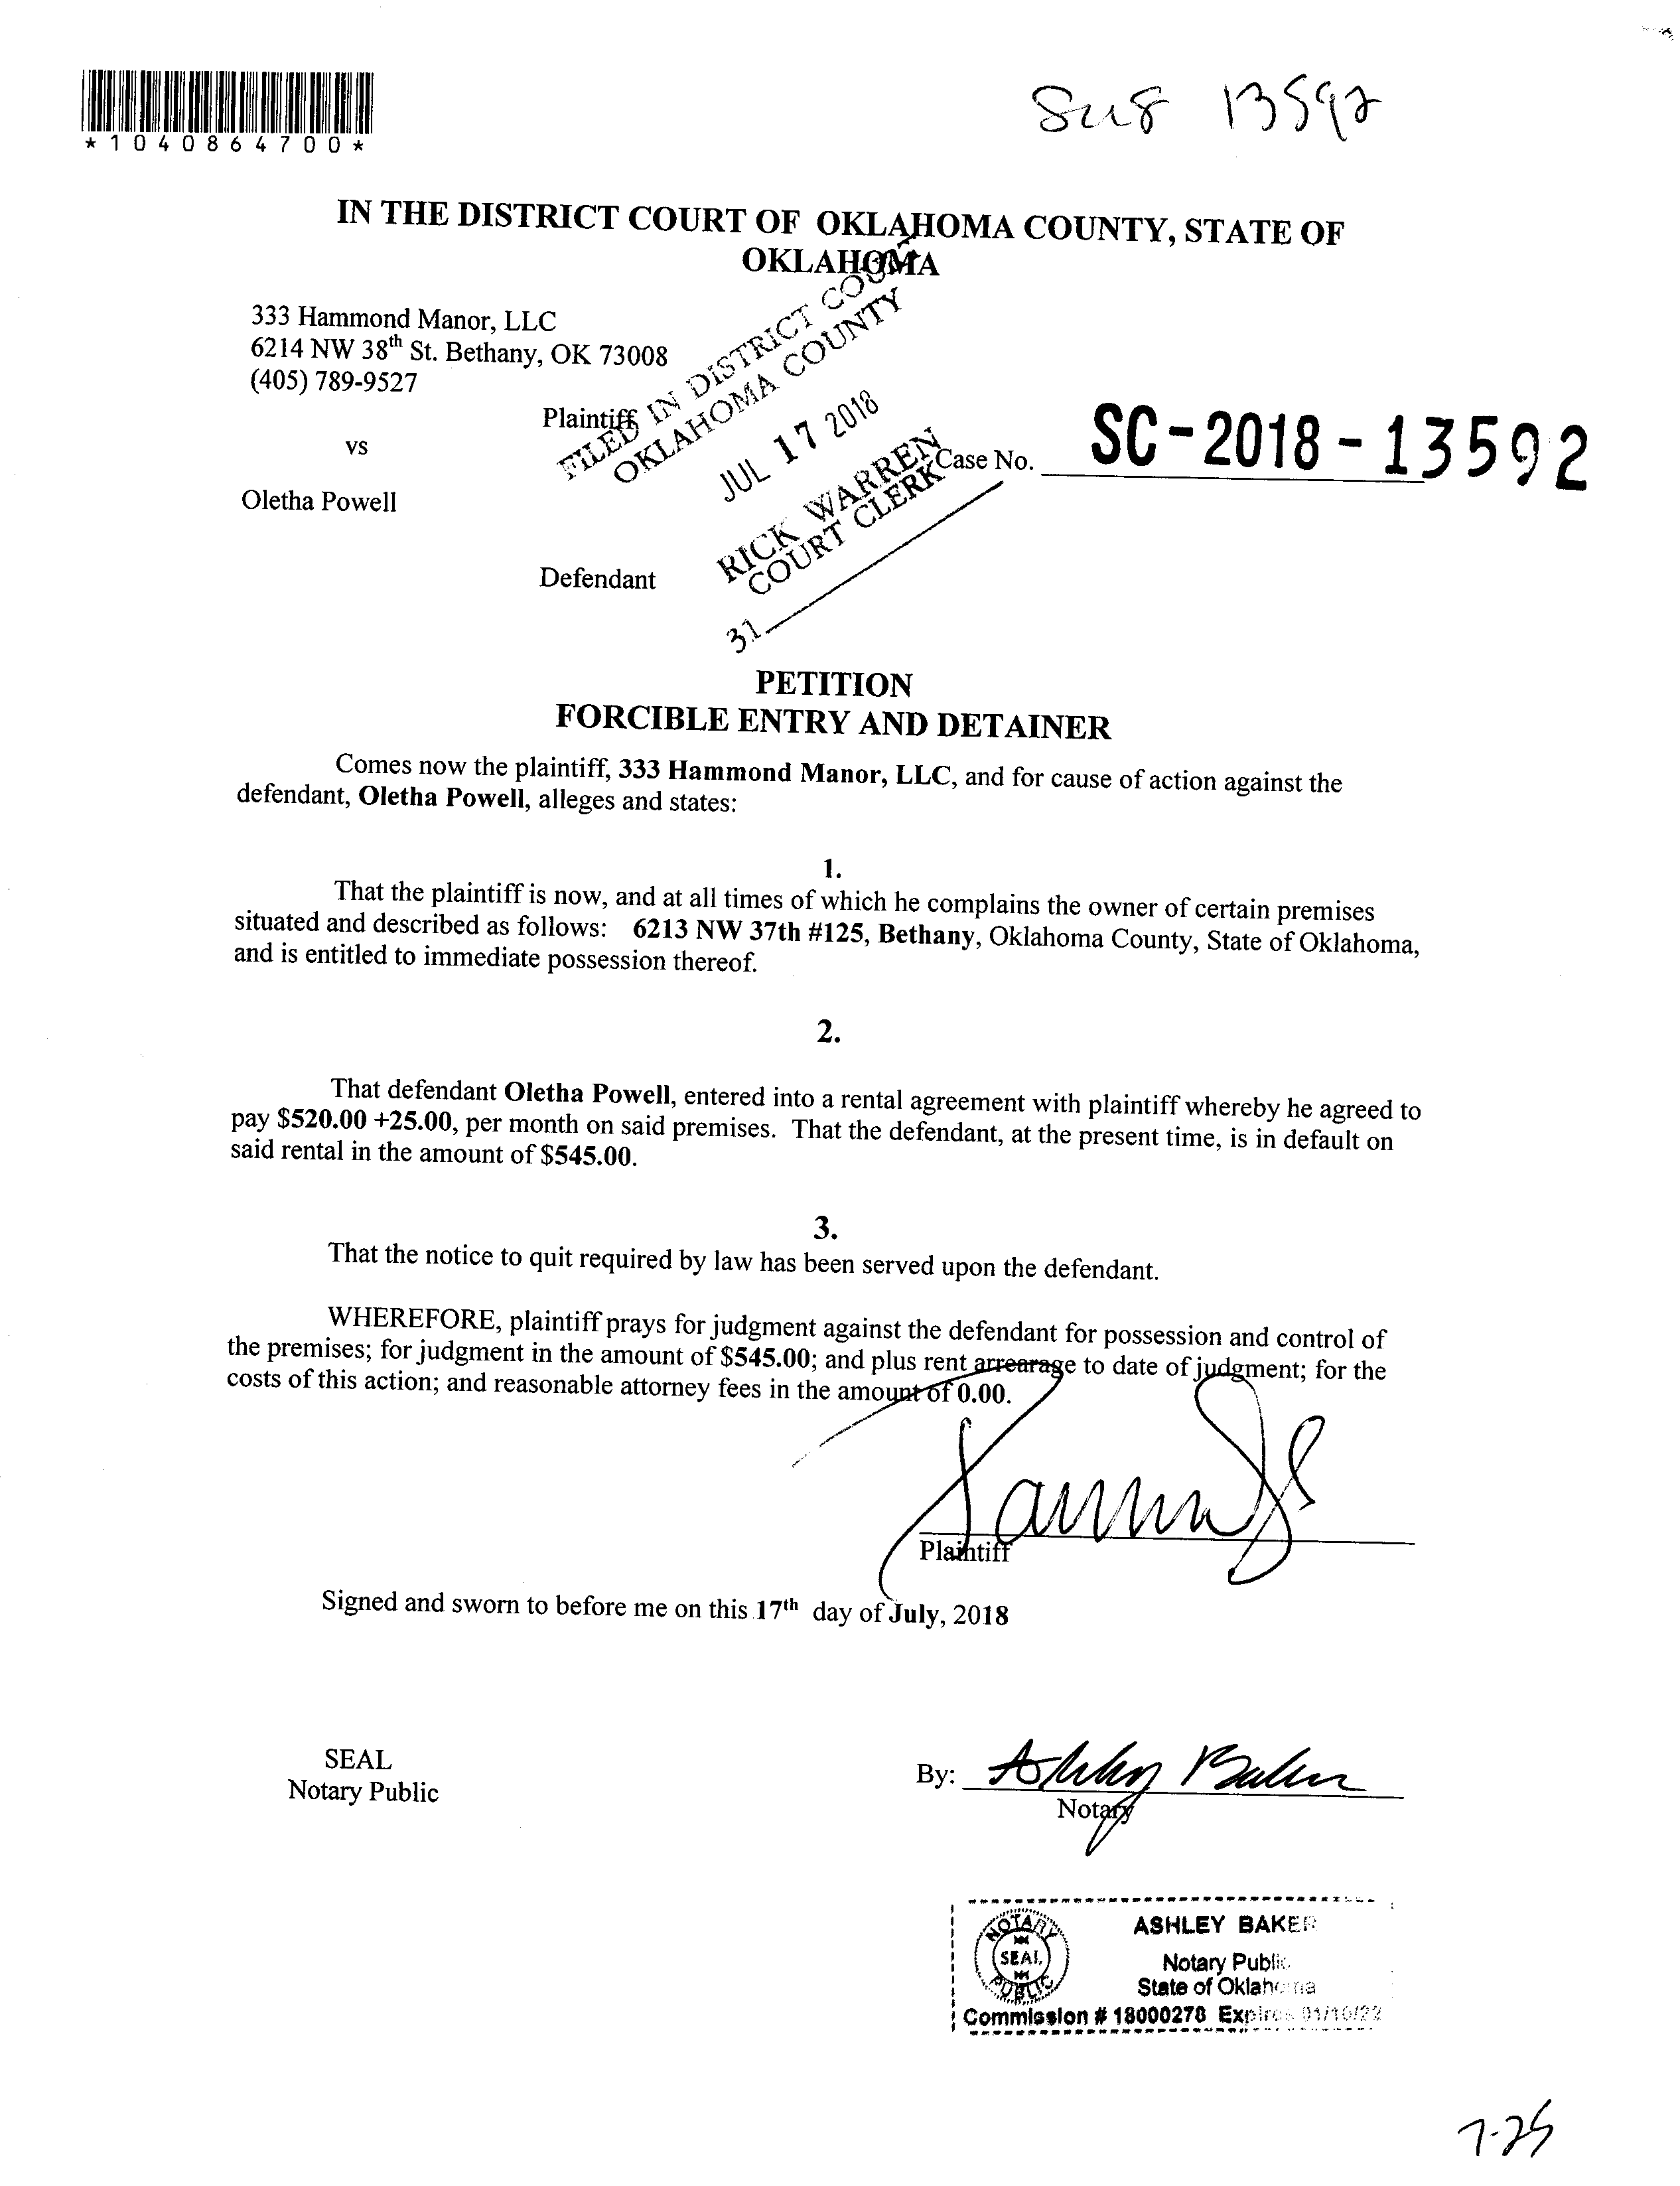 *1040864700*
13592
IN THE DISTRICT COURT OF OKLAHOMA COUNTY, STATE OF
OKLAHOMA
333 Hammond Manor, LLC
6214 NW 38th St. Bethany, OK 73008
(405) 789-9527
Plaintiff
vs
Oletha Powell
Defendant
FILED IN DISTRICT COURT
OKLAHOMA COUNTY
JUL 17 2018
RICK WARREN
COURT CLERK
31
Case No. SC-2018-13592
PETITION
FORCIBLE ENTRY AND DETAINER
Comes now the plaintiff, 333 Hammond Manor, LLC, and for cause of action against the
defendant, Oletha Powell, alleges and states:
1.
That the plaintiff is now, and at all times of which he complains the owner of certain premises
situated and described as follows: 6213 NW 37th #125, Bethany, Oklahoma County, State of Oklahoma,
and is entitled to immediate possession thereof.
2.
That defendant Oletha Powell, entered into a rental agreement with plaintiff whereby he agreed to
pay $520.00 +25.00, per month on said premises. That the defendant, at the present time, is in default on
said rental in the amount of $545.00.
3.
That the notice to quit required by law has been served upon the defendant.
WHEREFORE, plaintiff prays for judgment against the defendant for possession and control of
the premises; for judgment in the amount of $545.00; and plus rent arrearage to date of judgment; for the
costs of this action; and reasonable attorney fees in the amount of 0.00.
Plaintiff
Signed and sworn to before me on this 17th day of July, 2018
SEAL
Notary Public
By: Ashley Baker
Notary
NOTARY
SEAL
PUBLIC
ASHLEY BAKER
Notary Public
State of Oklahoma
Commission # 18000278 Expires 01/10/22
7-25